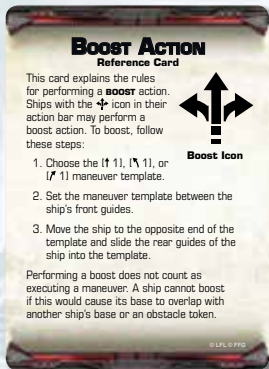 BOOST ACTION
Reference Card
This card explains the rules
for performing a BOOST action.
Ships with the icon in their
action bar may perform a
boost action. To boost, follow
these steps:
Boost Icon
1. Choose the [↑ 1], [↖ 1], or
[↗ 1] maneuver template.
2. Set the maneuver template between the
ship's front guides.
3. Move the ship to the opposite end of the
template and slide the rear guides of the
ship into the template.
Performing a boost does not count as
executing a maneuver. A ship cannot boost
if this would cause its base to overlap with
another ship's base or an obstacle token.
© LFL © FFG